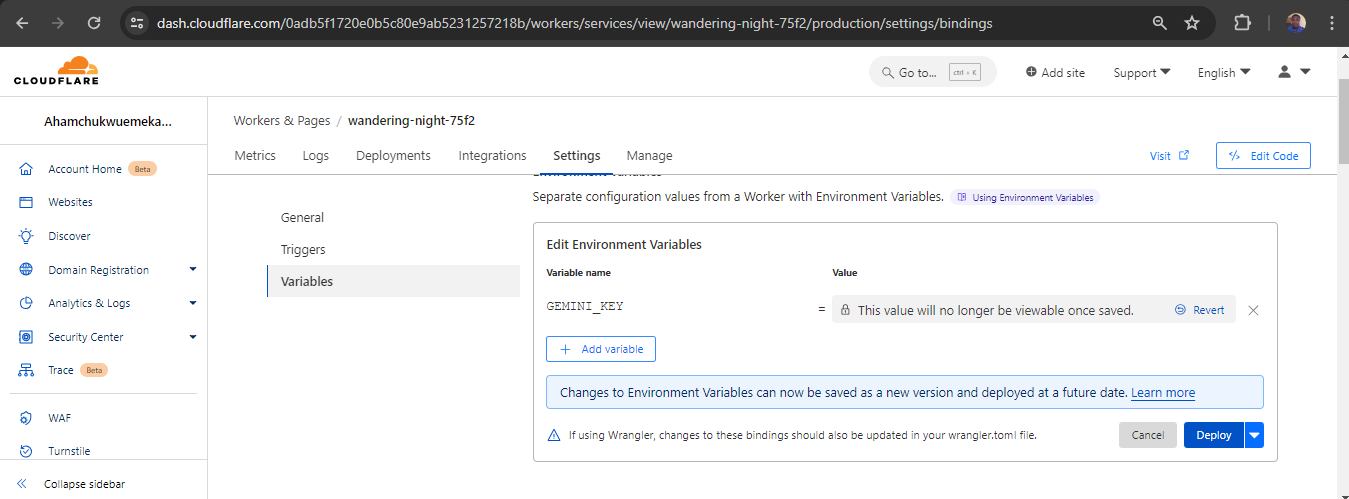 dash.cloudflare.com/0adb5f1720e0b5c80e9ab5231257218b/workers/services/view/wandering-night-75f2/production/settings/bindings
CLOUDFLARE
Go to... ctrl + K
Add site
Support
English
Ahamchukwuemeka...
Workers & Pages / wandering-night-75f2
Metrics Logs Deployments Integrations Settings Manage
Visit
Edit Code
Account Home Beta
Websites
Discover
Domain Registration
Analytics & Logs
Security Center
Trace Beta
WAF
Turnstile
Collapse sidebar
General
Triggers
Variables
Environment Variables
Separate configuration values from a Worker with Environment Variables. Using Environment Variables
Edit Environment Variables
Variable name Value
GEMINI_KEY = This value will no longer be viewable once saved. Revert
+ Add variable
Changes to Environment Variables can now be saved as a new version and deployed at a future date. Learn more
If using Wrangler, changes to these bindings should also be updated in your wrangler.toml file.
Cancel Deploy